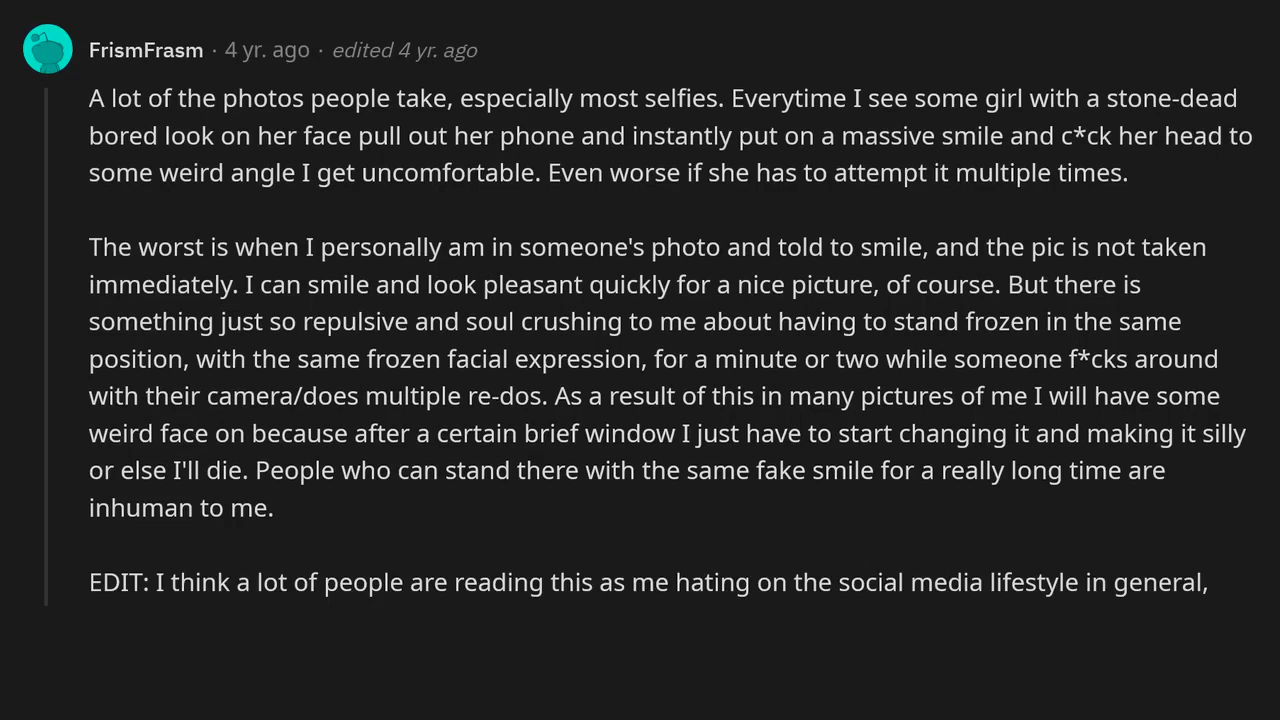 FrismFrasm · 4 yr. ago · edited 4 yr. ago
A lot of the photos people take, especially most selfies. Everytime I see some girl with a stone-dead
bored look on her face pull out her phone and instantly put on a massive smile and c*ck her head to
some weird angle I get uncomfortable. Even worse if she has to attempt it multiple times.
The worst is when I personally am in someone's photo and told to smile, and the pic is not taken
immediately. I can smile and look pleasant quickly for a nice picture, of course. But there is
something just so repulsive and soul crushing to me about having to stand frozen in the same
position, with the same frozen facial expression, for a minute or two while someone f*cks around
with their camera/does multiple re-dos. As a result of this in many pictures of me I will have some
weird face on because after a certain brief window I just have to start changing it and making it silly
or else I'll die. People who can stand there with the same fake smile for a really long time are
inhuman to me.
EDIT: I think a lot of people are reading this as me hating on the social media lifestyle in general,